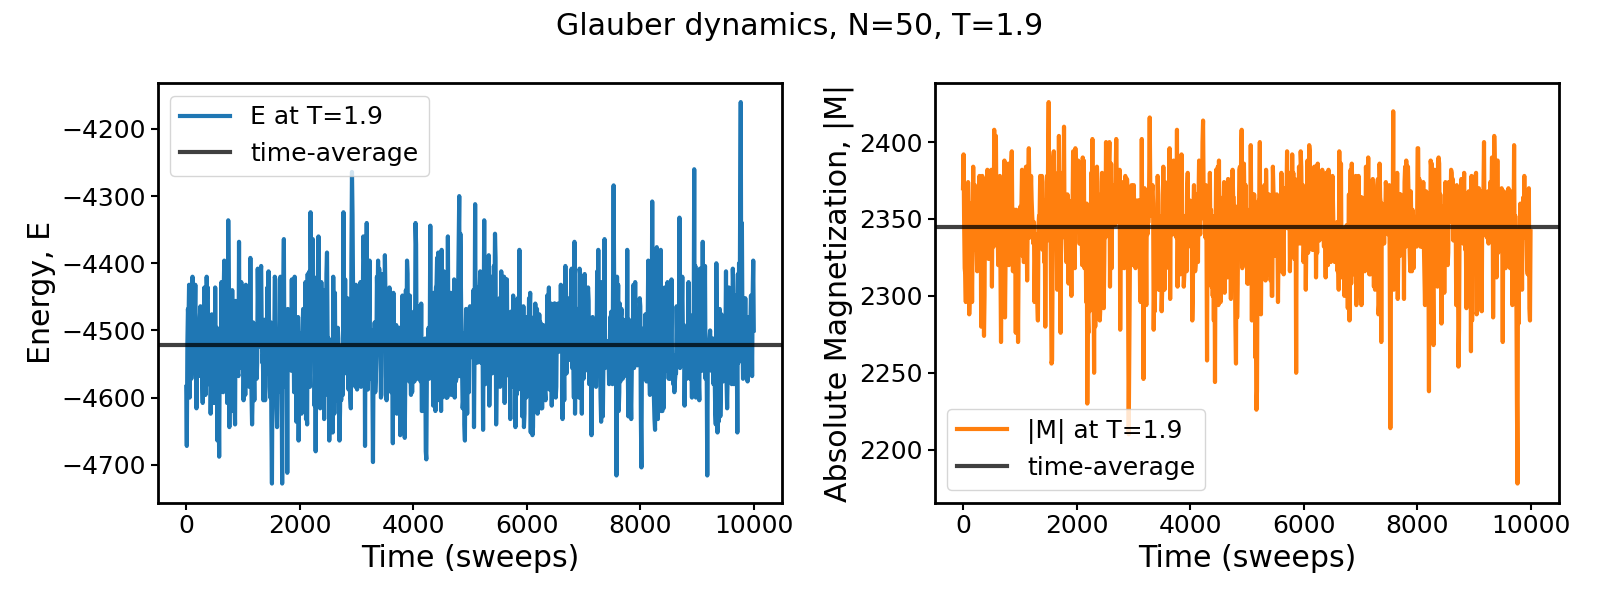 Glauber dynamics, N=50, T=1.9
Energy, E
−4200
−4300
−4400
−4500
−4600
−4700
E at T=1.9
time-average
0 2000 4000 6000 8000 10000
Time (sweeps)
Absolute Magnetization, |M|
2400
2350
2300
2250
2200
|M| at T=1.9
time-average
0 2000 4000 6000 8000 10000
Time (sweeps)